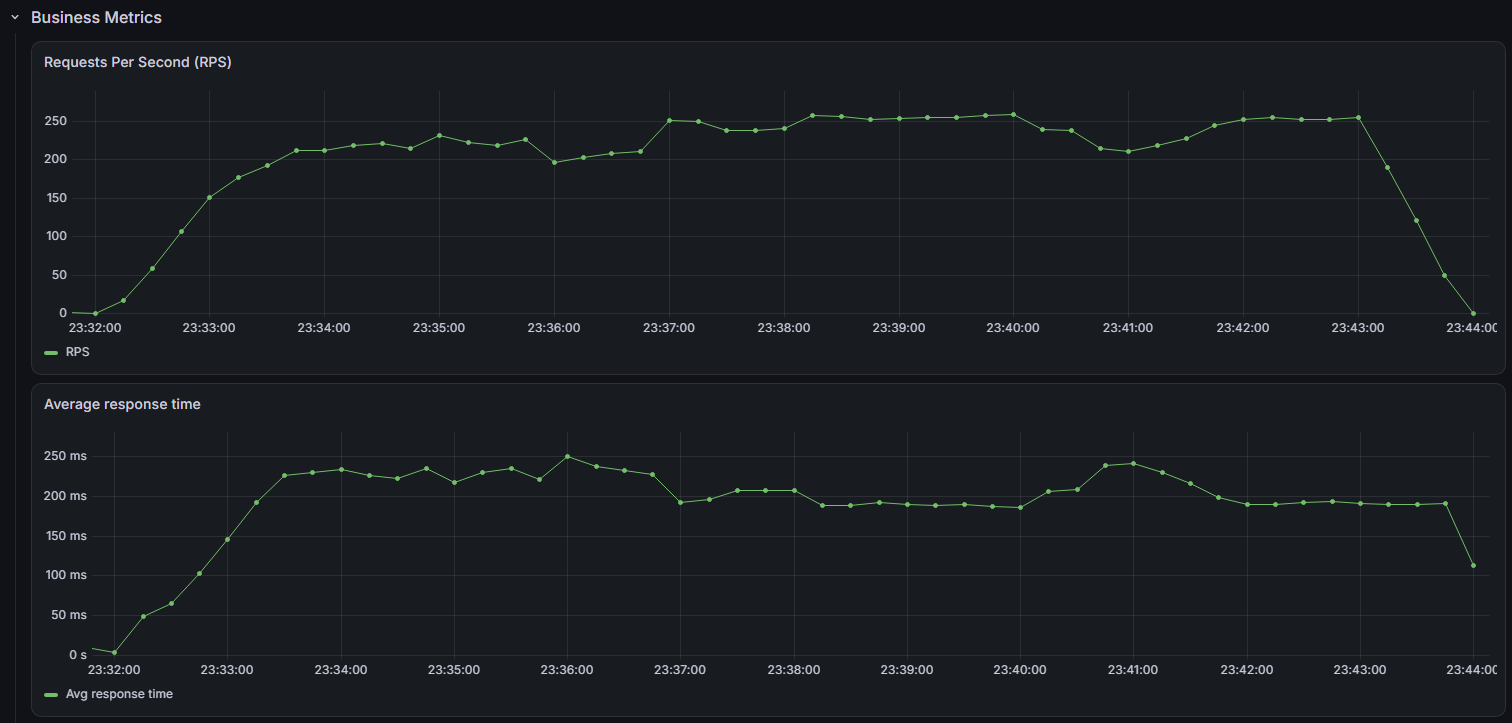 Business Metrics
Requests Per Second (RPS)
250
200
150
100
50
0
23:32:00 23:33:00 23:34:00 23:35:00 23:36:00 23:37:00 23:38:00 23:39:00 23:40:00 23:41:00 23:42:00 23:43:00 23:44:00
RPS
Average response time
250 ms
200 ms
150 ms
100 ms
50 ms
0 s
23:32:00 23:33:00 23:34:00 23:35:00 23:36:00 23:37:00 23:38:00 23:39:00 23:40:00 23:41:00 23:42:00 23:43:00 23:44:00
Avg response time